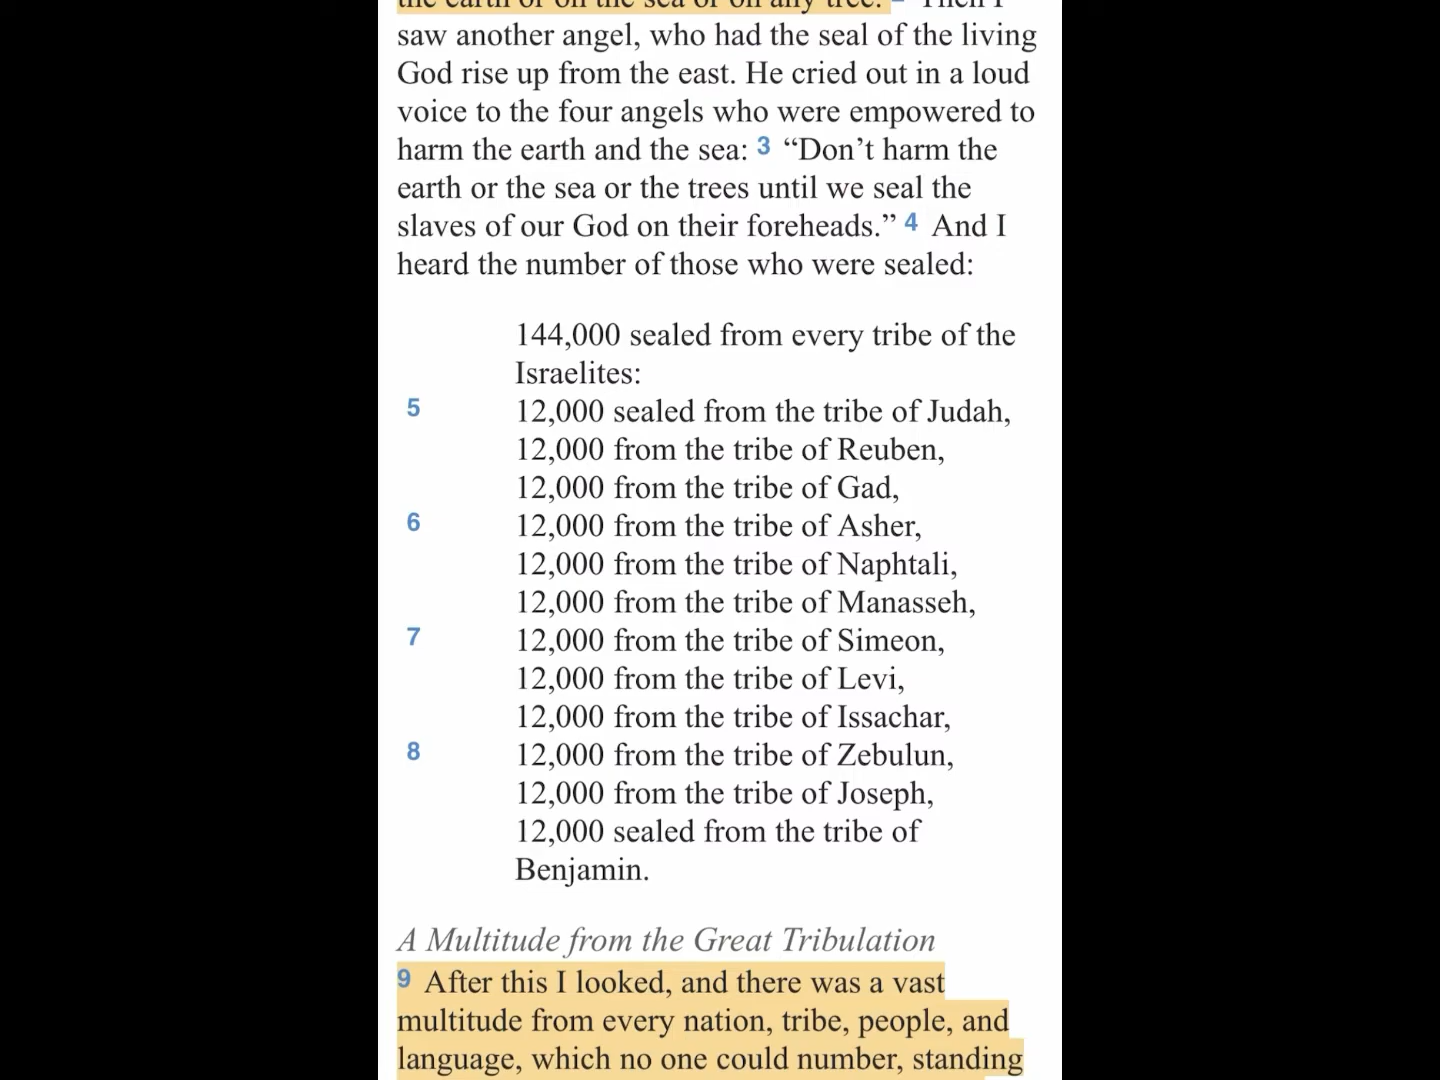 the earth or on the sea or on any tree. 2 Then I
saw another angel, who had the seal of the living
God rise up from the east. He cried out in a loud
voice to the four angels who were empowered to
harm the earth and the sea: 3 “Don’t harm the
earth or the sea or the trees until we seal the
slaves of our God on their foreheads.” 4 And I
heard the number of those who were sealed:
144,000 sealed from every tribe of the
Israelites:
5 12,000 sealed from the tribe of Judah,
12,000 from the tribe of Reuben,
12,000 from the tribe of Gad,
6 12,000 from the tribe of Asher,
12,000 from the tribe of Naphtali,
12,000 from the tribe of Manasseh,
7 12,000 from the tribe of Simeon,
12,000 from the tribe of Levi,
12,000 from the tribe of Issachar,
8 12,000 from the tribe of Zebulun,
12,000 from the tribe of Joseph,
12,000 sealed from the tribe of
Benjamin.
A Multitude from the Great Tribulation
9 After this I looked, and there was a vast
multitude from every nation, tribe, people, and
language, which no one could number, standing